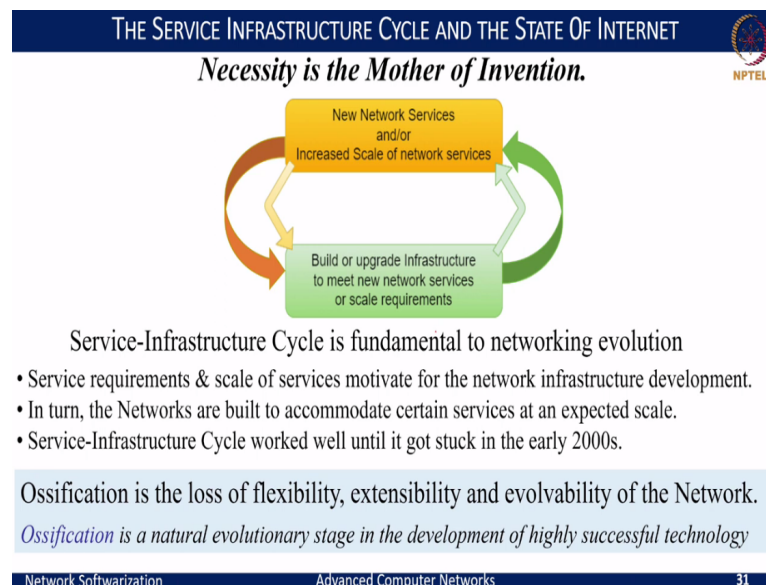 THE SERVICE INFRASTRUCTURE CYCLE AND THE STATE OF INTERNET
NPTEL
Necessity is the Mother of Invention.
New Network Services
and/or
Increased Scale of network services
Build or upgrade Infrastructure
to meet new network services
or scale requirements
Service-Infrastructure Cycle is fundamental to networking evolution
• Service requirements & scale of services motivate for the network infrastructure development.
• In turn, the Networks are built to accommodate certain services at an expected scale.
• Service-Infrastructure Cycle worked well until it got stuck in the early 2000s.
Ossification is the loss of flexibility, extensibility and evolvability of the Network.
Ossification is a natural evolutionary stage in the development of highly successful technology
Network Softwarization Advanced Computer Networks 31